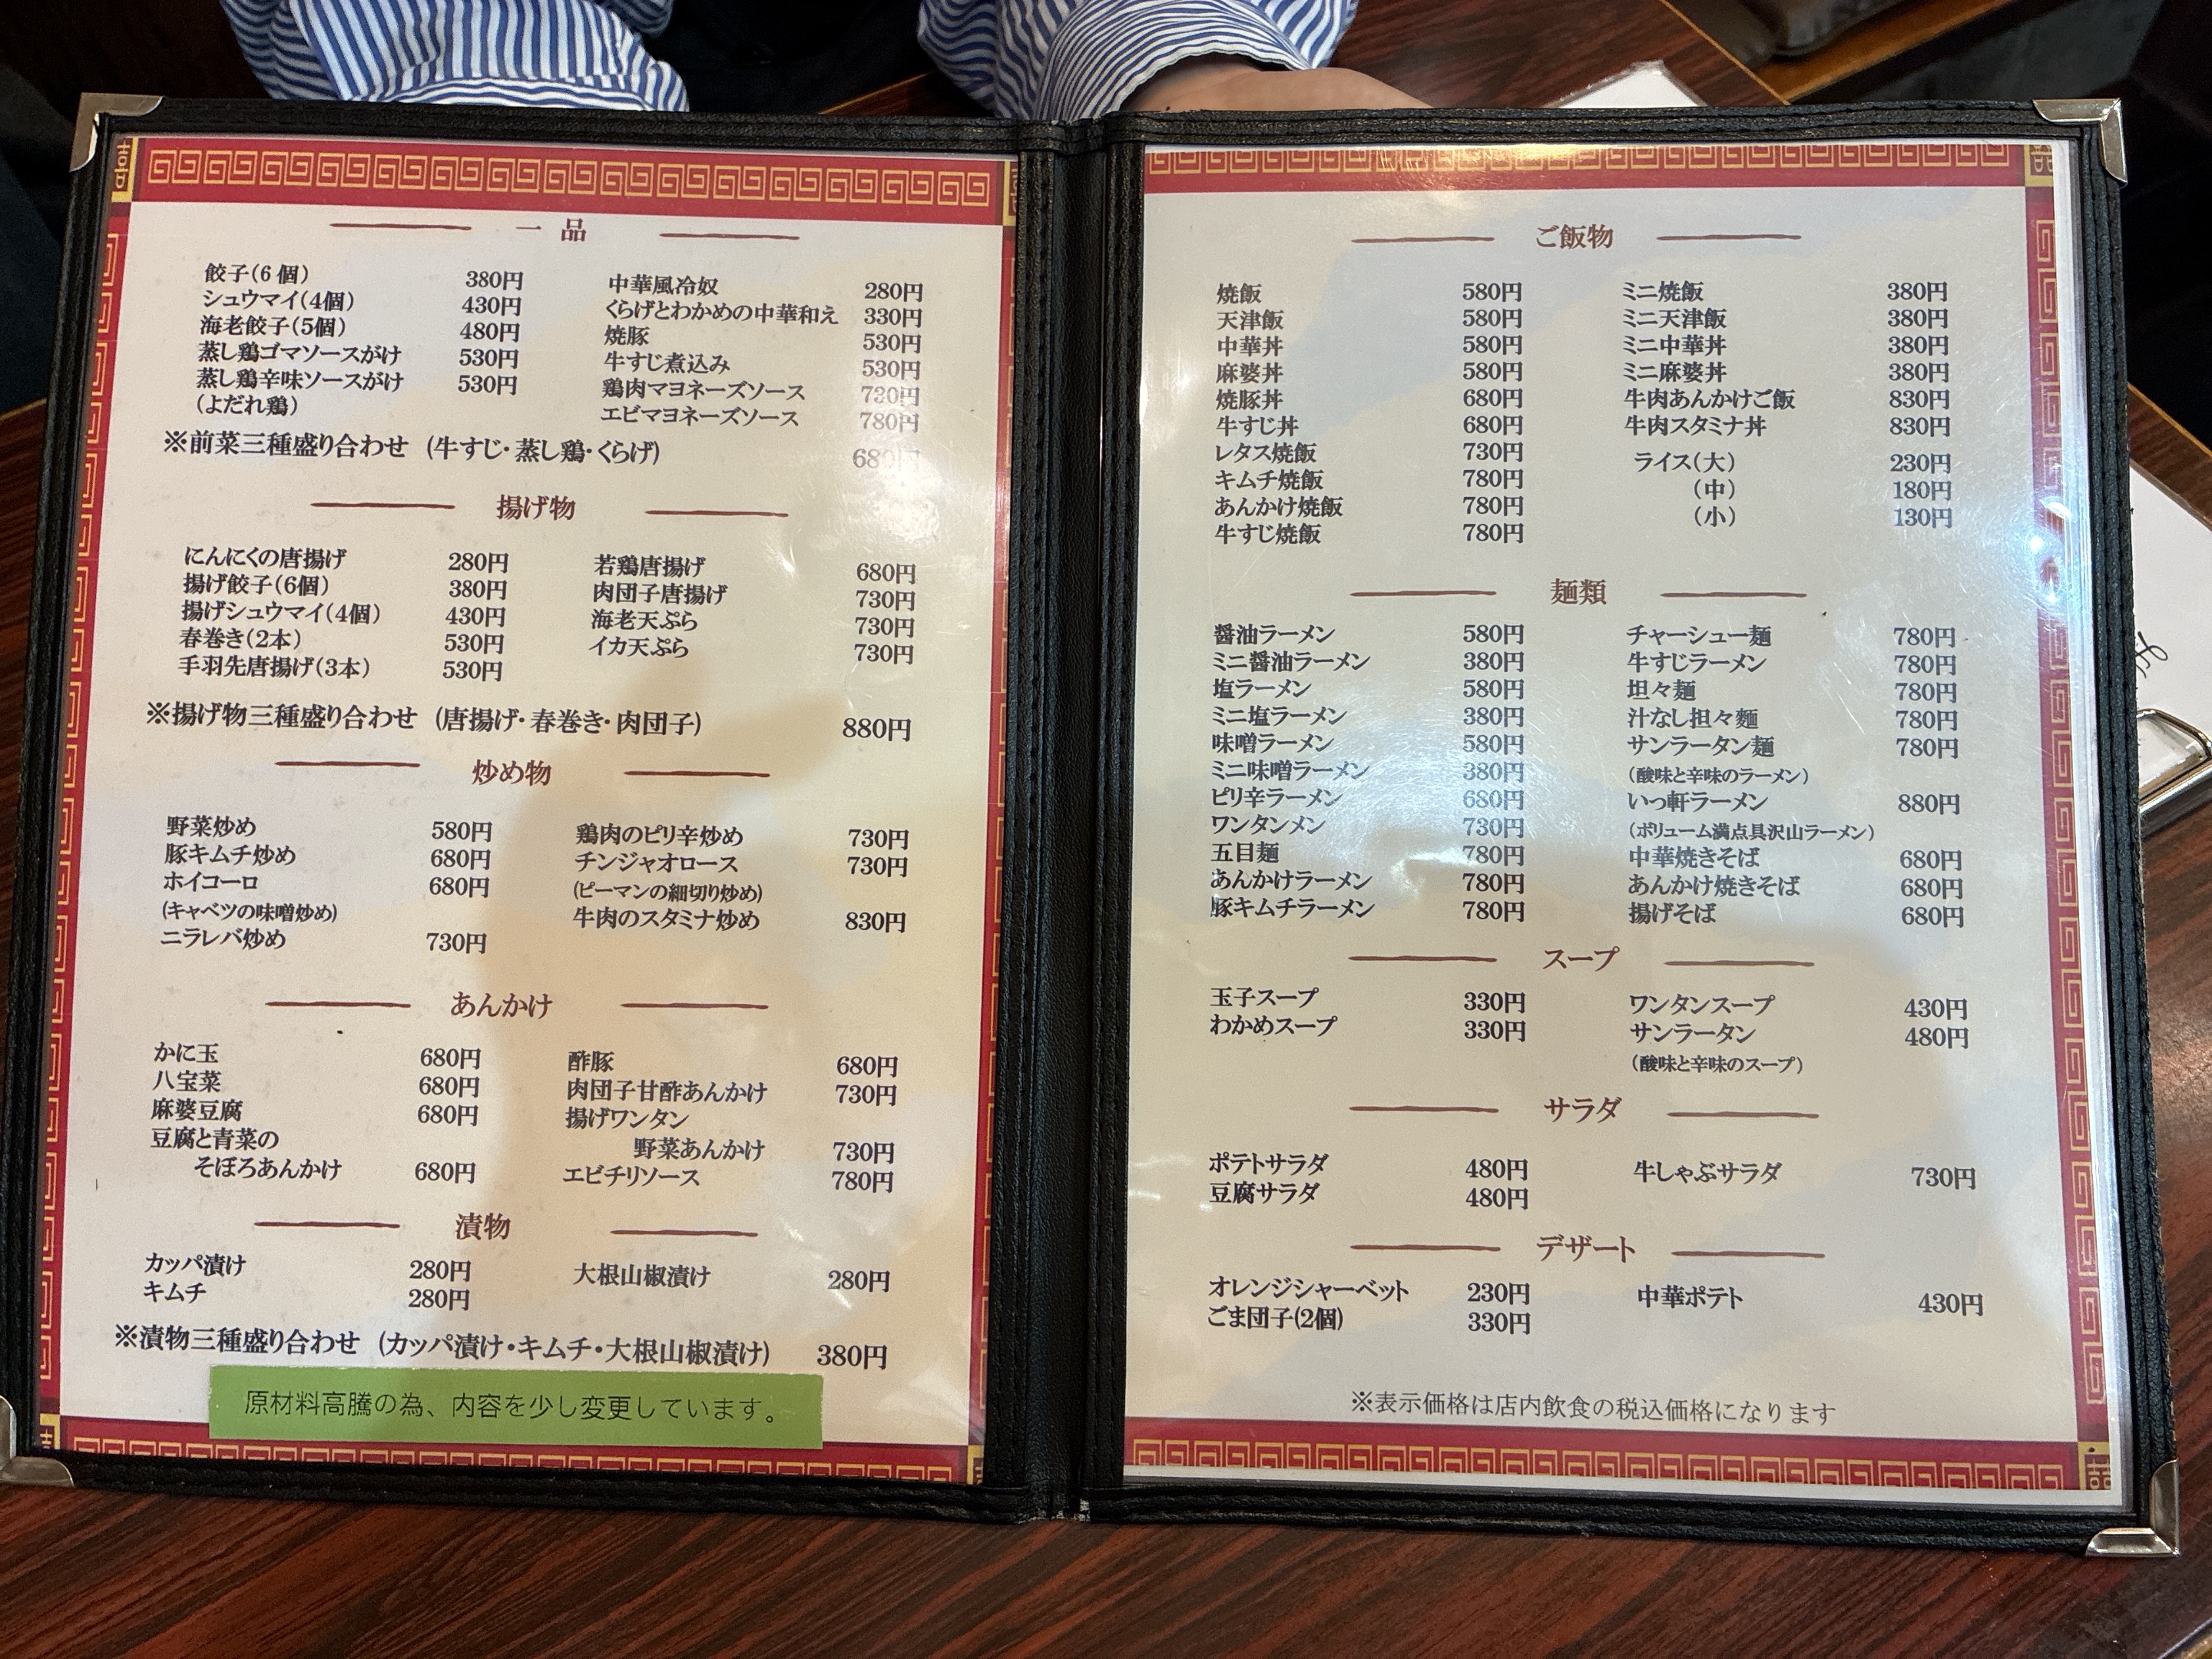 一品
餃子(6個) 380円
シュウマイ(4個) 430円
海老餃子(5個) 480円
蒸し鶏ゴマソースがけ 530円
蒸し鶏辛味ソースがけ 530円
(よだれ鶏)
中華風冷奴 280円
くらげとわかめの中華和え 330円
焼豚 530円
牛すじ煮込み 530円
鶏肉マヨネーズソース 730円
エビマヨネーズソース 780円
※前菜三種盛り合わせ (牛すじ・蒸し鶏・くらげ) 680円
揚げ物
にんにくの唐揚げ 280円
揚げ餃子(6個) 380円
揚げシュウマイ(4個) 430円
春巻き(2本) 530円
手羽先唐揚げ(3本) 530円
若鶏唐揚げ 680円
肉団子唐揚げ 730円
海老天ぷら 730円
イカ天ぷら 730円
※揚げ物三種盛り合わせ (唐揚げ・春巻き・肉団子) 880円
炒め物
野菜炒め 580円
豚キムチ炒め 680円
ホイコーロ 680円
(キャベツの味噌炒め)
ニラレバ炒め 730円
鶏肉のピリ辛炒め 730円
チンジャオロース 730円
(ピーマンの細切り炒め)
牛肉のスタミナ炒め 830円
あんかけ
かに玉 680円
八宝菜 680円
麻婆豆腐 680円
豆腐と青菜の
そぼろあんかけ 680円
酢豚 680円
肉団子甘酢あんかけ 730円
揚げワンタン
野菜あんかけ 730円
エビチリソース 780円
漬物
カッパ漬け 280円
キムチ 280円
大根山椒漬け 280円
※漬物三種盛り合わせ (カッパ漬け・キムチ・大根山椒漬け) 380円
原材料高騰の為、内容を少し変更しています。
ご飯物
焼飯 580円
天津飯 580円
中華丼 580円
麻婆丼 580円
焼豚丼 680円
牛すじ丼 680円
レタス焼飯 730円
キムチ焼飯 780円
あんかけ焼飯 780円
牛すじ焼飯 780円
ミニ焼飯 380円
ミニ天津飯 380円
ミニ中華丼 380円
ミニ麻婆丼 380円
牛肉あんかけご飯 830円
牛肉スタミナ丼 830円
ライス(大) 230円
(中) 180円
(小) 130円
麺類
醤油ラーメン 580円
ミニ醤油ラーメン 380円
塩ラーメン 580円
ミニ塩ラーメン 380円
味噌ラーメン 580円
ミニ味噌ラーメン 380円
ピリ辛ラーメン 680円
ワンタンメン 730円
五目麺 780円
あんかけラーメン 780円
豚キムチラーメン 780円
チャーシュー麺 780円
牛すじラーメン 780円
坦々麺 780円
汁なし担々麺 780円
サンラータン麺 780円
(酸味と辛味のラーメン)
いっ軒ラーメン 880円
(ボリューム満点具沢山ラーメン)
中華焼きそば 680円
あんかけ焼きそば 680円
揚げそば 680円
スープ
玉子スープ 330円
わかめスープ 330円
ワンタンスープ 430円
サンラータン 480円
(酸味と辛味のスープ)
サラダ
ポテトサラダ 480円
豆腐サラダ 480円
牛しゃぶサラダ 730円
デザート
オレンジシャーベット 230円
ごま団子(2個) 330円
中華ポテト 430円
※表示価格は店内飲食の税込価格になります